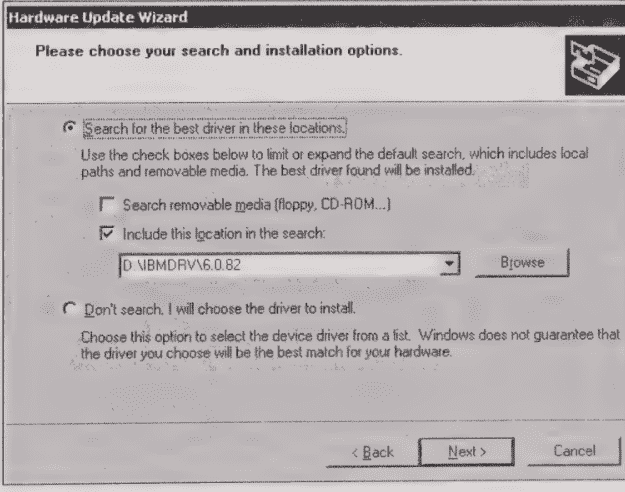 Hardware Update Wizard
Please choose your search and installation options.
Search for the best driver in these locations.
Use the check boxes below to limit or expand the default search, which includes local
paths and removable media. The best driver found will be installed.
Search removable media (floppy, CD-ROM...)
Include this location in the search:
D:\IBMDRV\6.0.82
Browse
Don't search. I will choose the driver to install.
Choose this option to select the device driver from a list. Windows does not guarantee that
the driver you choose will be the best match for your hardware.
< Back
Next >
Cancel